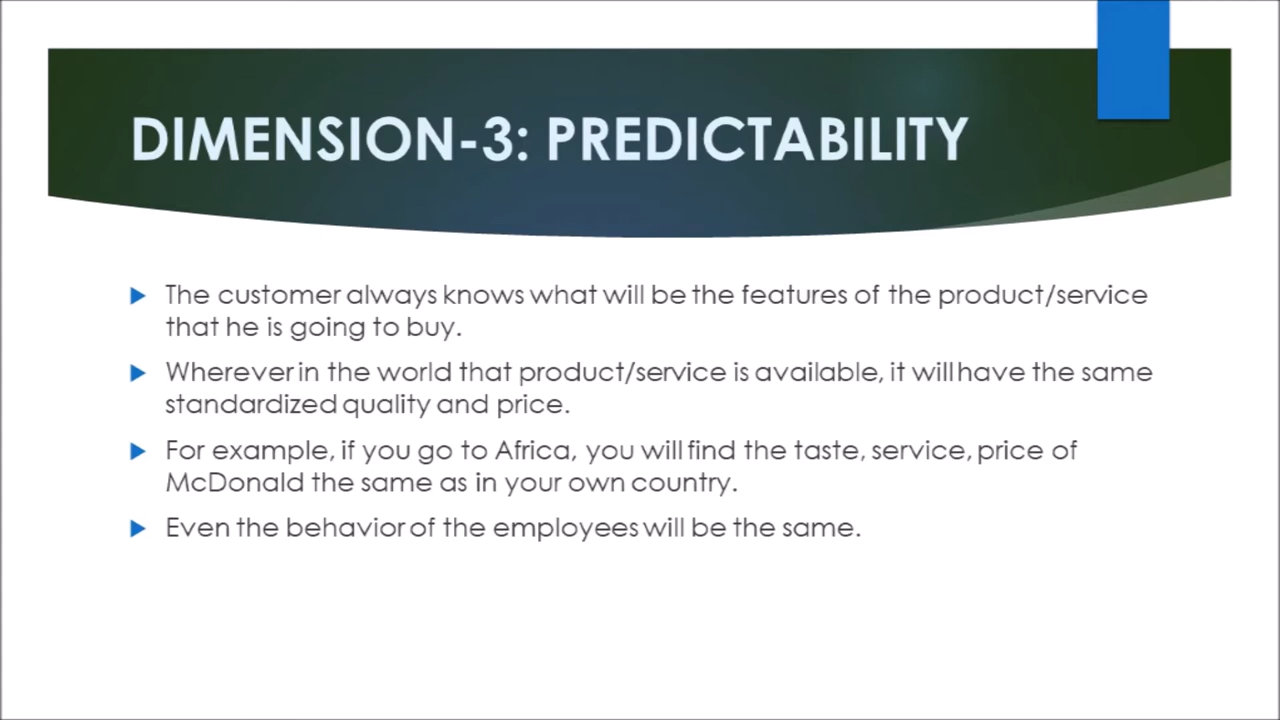 DIMENSION-3: PREDICTABILITY
The customer always knows what will be the features of the product/service
that he is going to buy.
Wherever in the world that product/service is available, it will have the same
standardized quality and price.
For example, if you go to Africa, you will find the taste, service, price of
McDonald the same as in your own country.
Even the behavior of the employees will be the same.